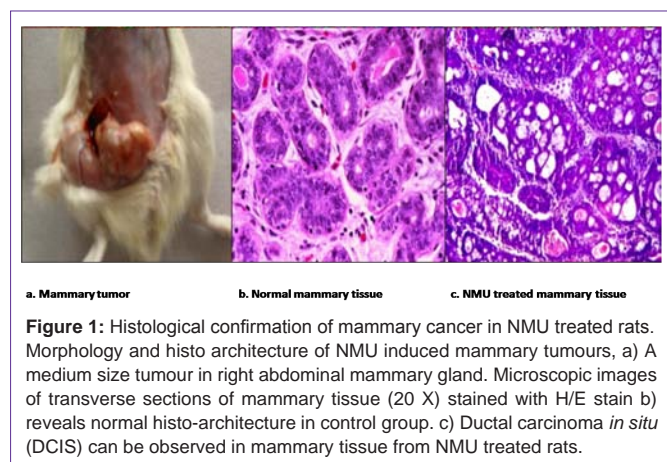 a. Mammary tumor
b. Normal mammary tissue
c. NMU treated mammary tissue
Figure 1: Histological confirmation of mammary cancer in NMU treated rats.
Morphology and histo architecture of NMU induced mammary tumours, a) A
medium size tumour in right abdominal mammary gland. Microscopic images
of transverse sections of mammary tissue (20 X) stained with H/E stain b)
reveals normal histo-architecture in control group. c) Ductal carcinoma in situ
(DCIS) can be observed in mammary tissue from NMU treated rats.